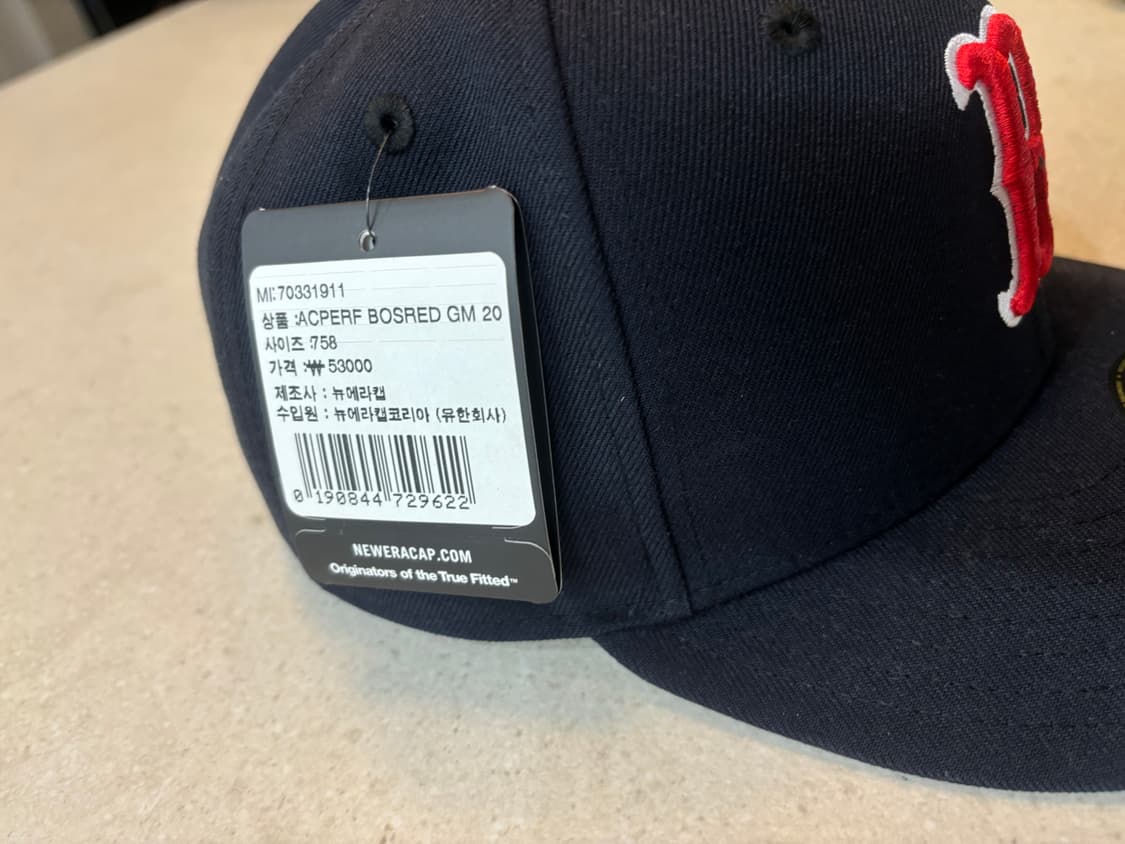 MI:70331911
상품 :ACPERF BOSRED GM 20
사이즈 :758
가격 :₩ 53000
제조사 : 뉴에라캡
수입원 : 뉴에라캡코리아 (유한회사)
0 190844 729622
NEWERACAP.COM
Originators of the True Fitted™
B